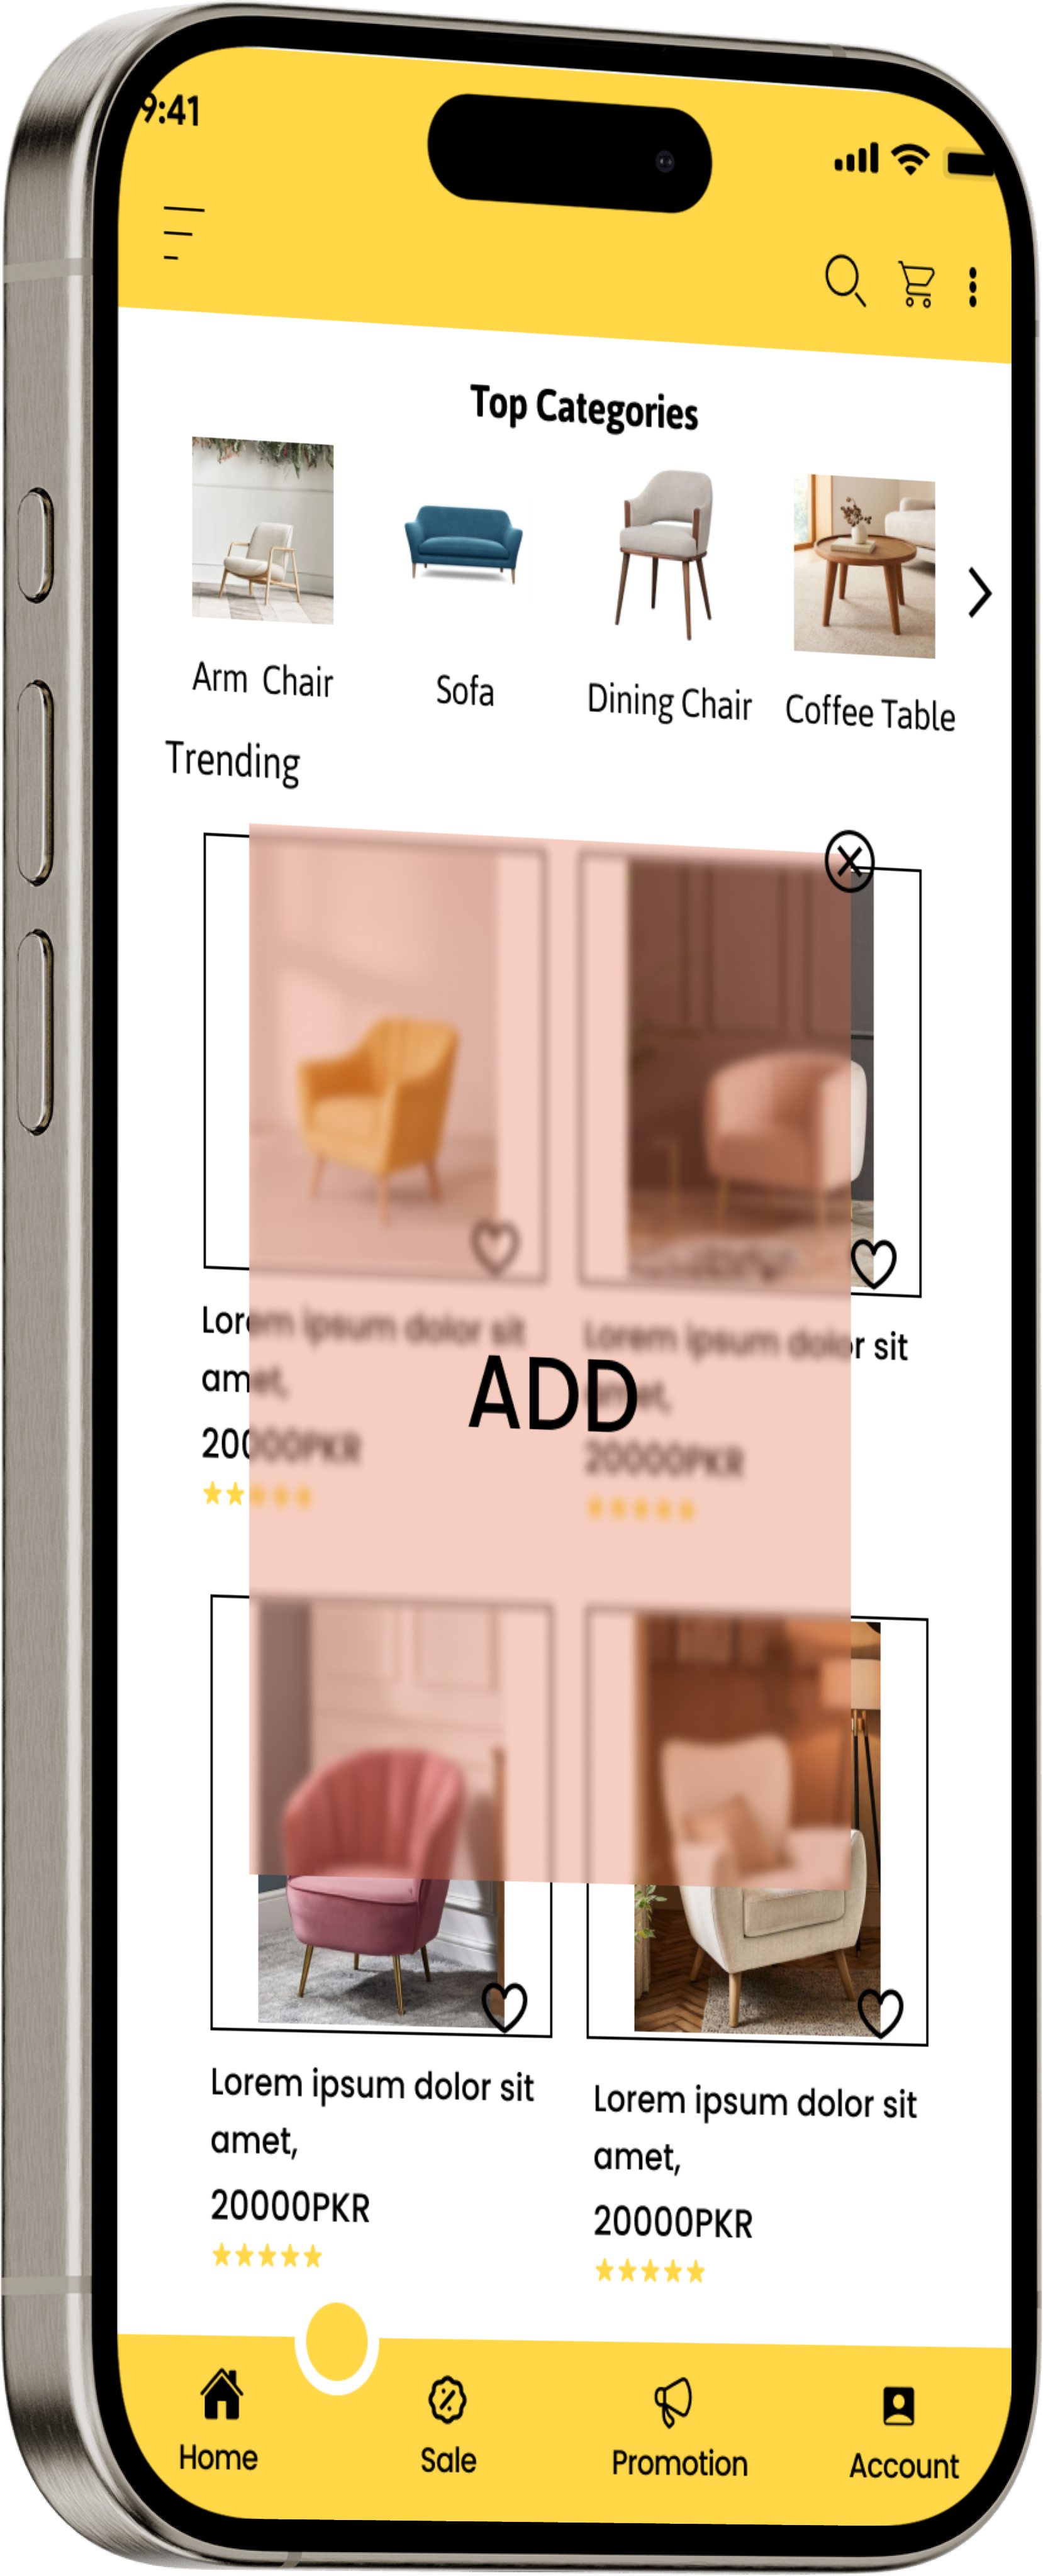 9:41
Top Categories
Arm Chair
Sofa
Dining Chair
Coffee Table
Trending
Lorem ipsum dolor sit
amet,
20000PKR
Lorem ipsum dolor sit
amet,
20000PKR
ADD
Lorem ipsum dolor sit
amet,
20000PKR
Lorem ipsum dolor sit
amet,
20000PKR
Home
Sale
Promotion
Account